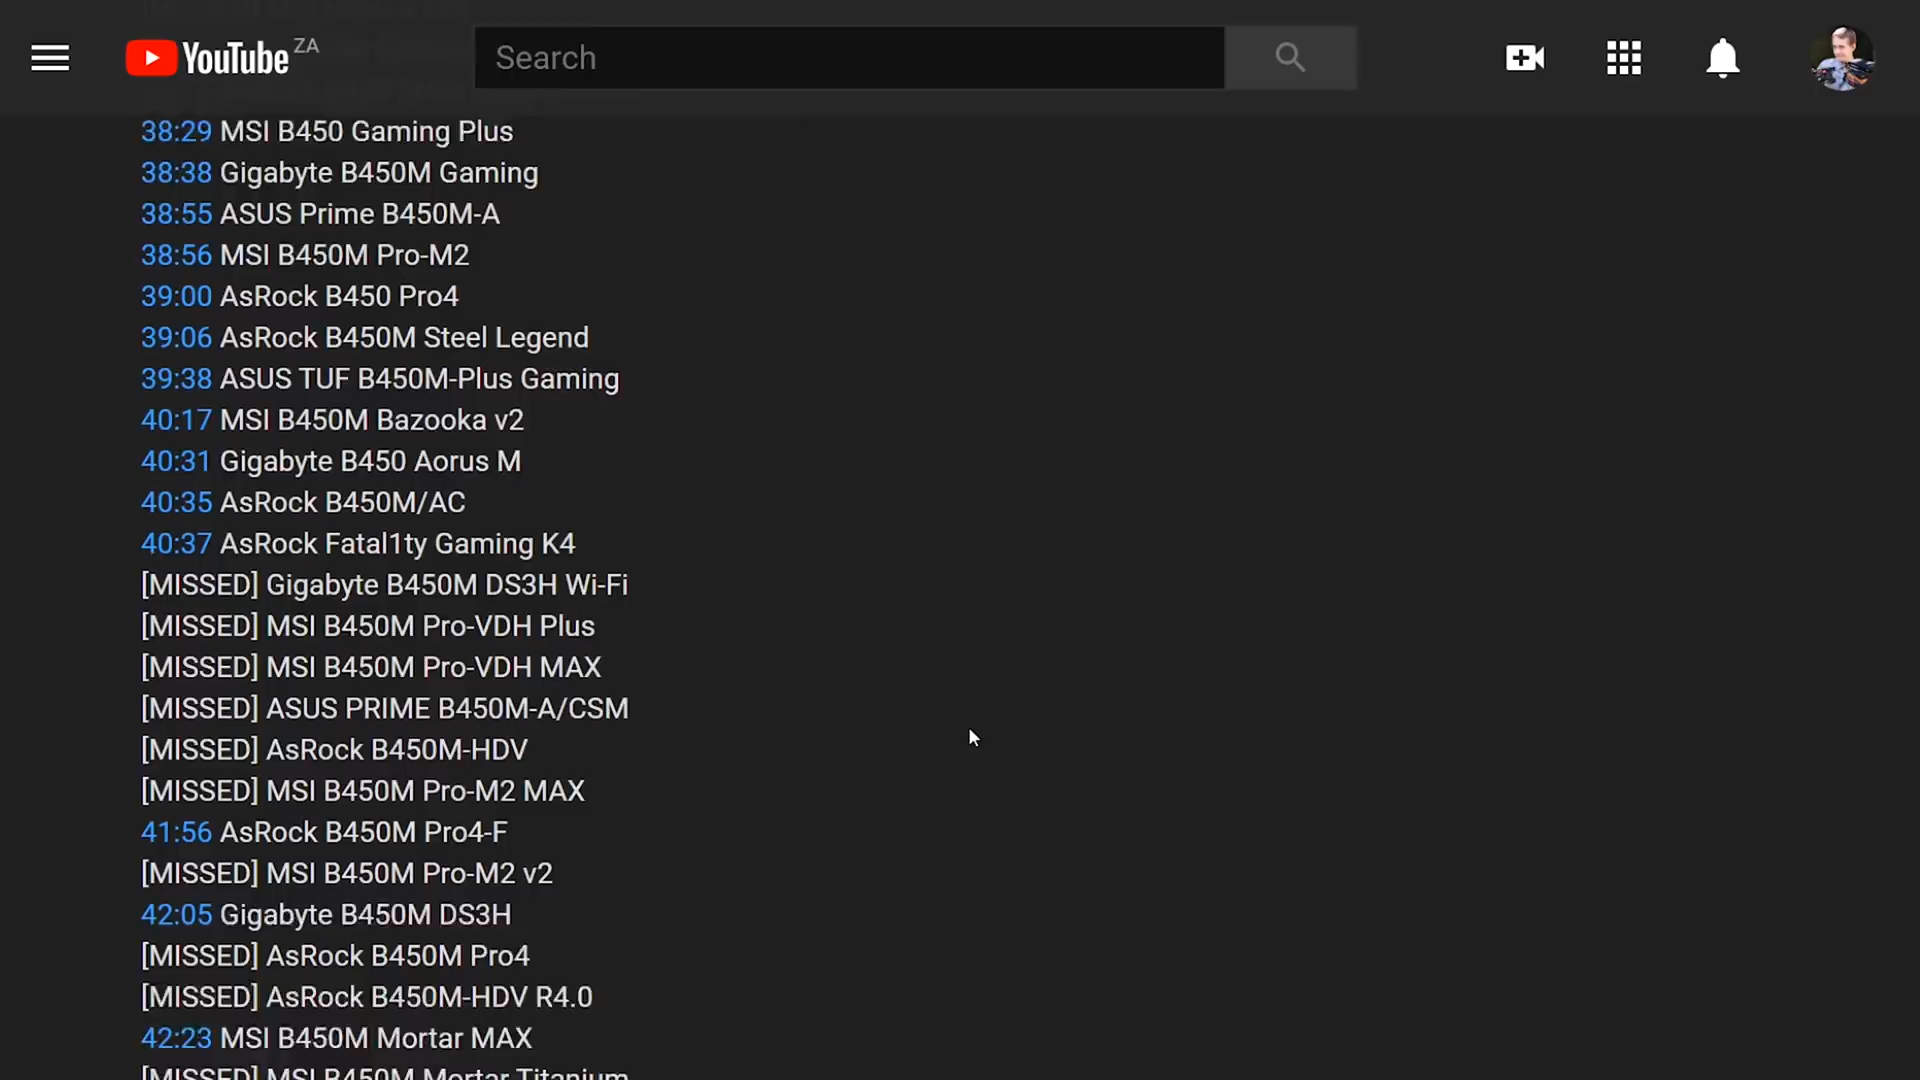 YouTube ZA
Search
38:29 MSI B450 Gaming Plus
38:38 Gigabyte B450M Gaming
38:55 ASUS Prime B450M-A
38:56 MSI B450M Pro-M2
39:00 AsRock B450 Pro4
39:06 AsRock B450M Steel Legend
39:38 ASUS TUF B450M-Plus Gaming
40:17 MSI B450M Bazooka v2
40:31 Gigabyte B450 Aorus M
40:35 AsRock B450M/AC
40:37 AsRock Fatal1ty Gaming K4
[MISSED] Gigabyte B450M DS3H Wi-Fi
[MISSED] MSI B450M Pro-VDH Plus
[MISSED] MSI B450M Pro-VDH MAX
[MISSED] ASUS PRIME B450M-A/CSM
[MISSED] AsRock B450M-HDV
[MISSED] MSI B450M Pro-M2 MAX
41:56 AsRock B450M Pro4-F
[MISSED] MSI B450M Pro-M2 v2
42:05 Gigabyte B450M DS3H
[MISSED] AsRock B450M Pro4
[MISSED] AsRock B450M-HDV R4.0
42:23 MSI B450M Mortar MAX
[MISSED] MSI B450M Mortar Titanium